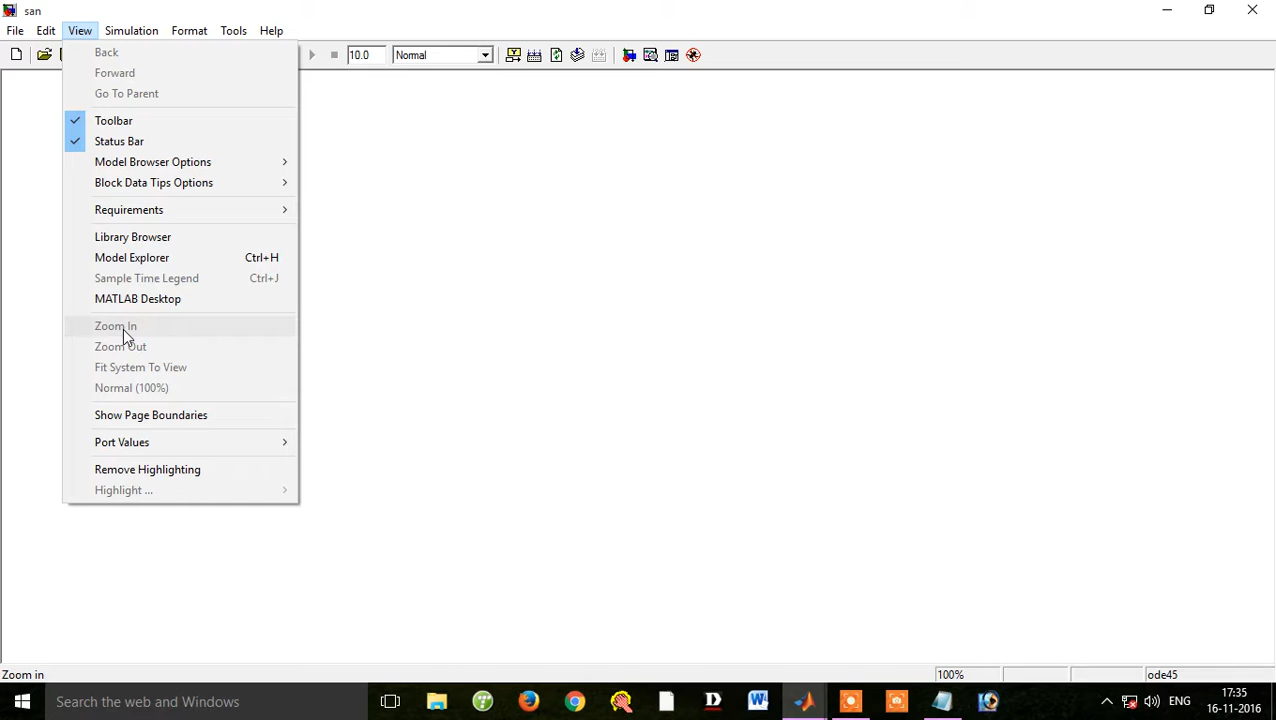 san
File Edit View Simulation Format Tools Help
10.0 Normal
Back
Forward
Go To Parent
Toolbar
Status Bar
Model Browser Options
Block Data Tips Options
Requirements
Library Browser
Model Explorer Ctrl+H
Sample Time Legend Ctrl+J
MATLAB Desktop
Zoom In
Zoom Out
Fit System To View
Normal (100%)
Show Page Boundaries
Port Values
Remove Highlighting
Highlight ...
Zoom in 100% ode45
Search the web and Windows ENG 17:35
16-11-2016